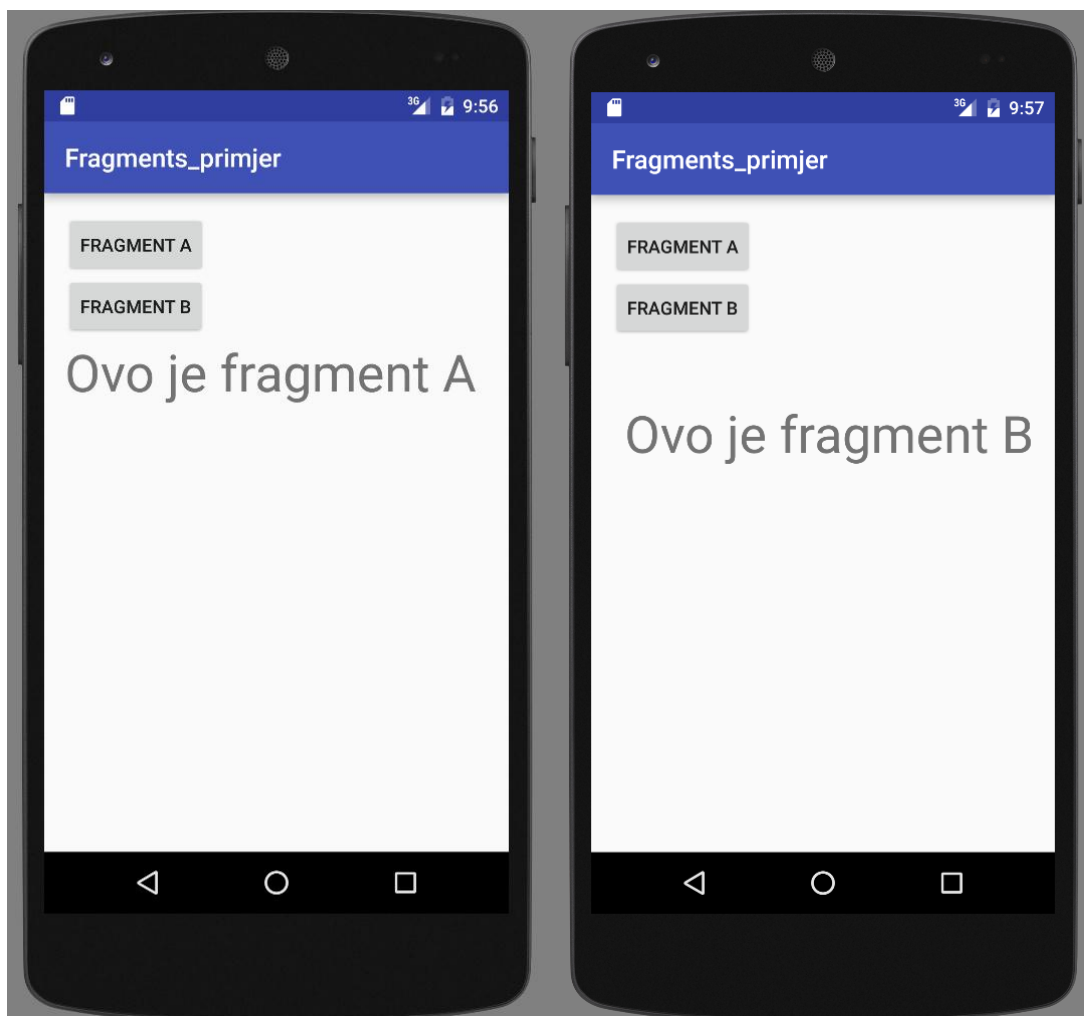 3G 9:56
Fragments_primjer
FRAGMENT A
FRAGMENT B
Ovo je fragment A
3G 9:57
Fragments_primjer
FRAGMENT A
FRAGMENT B
Ovo je fragment B